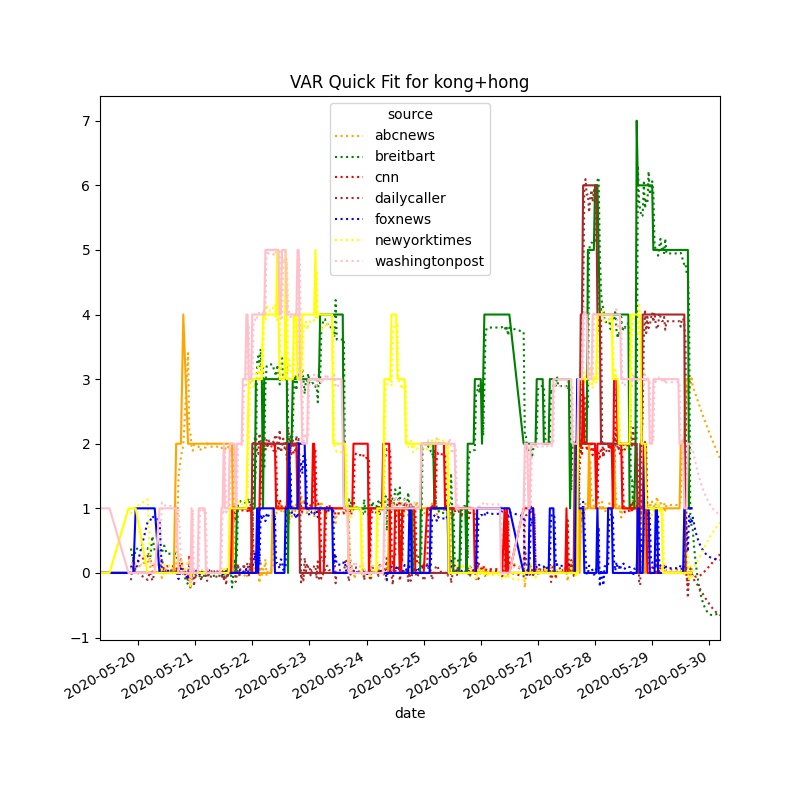 VAR Quick Fit for kong+hong
source
abcnews
breitbart
cnn
dailycaller
foxnews
newyorktimes
washingtonpost
7
6
5
4
3
2
1
0
−1
2020-05-20
2020-05-21
2020-05-22
2020-05-23
2020-05-24
2020-05-25
2020-05-26
2020-05-27
2020-05-28
2020-05-29
2020-05-30
date